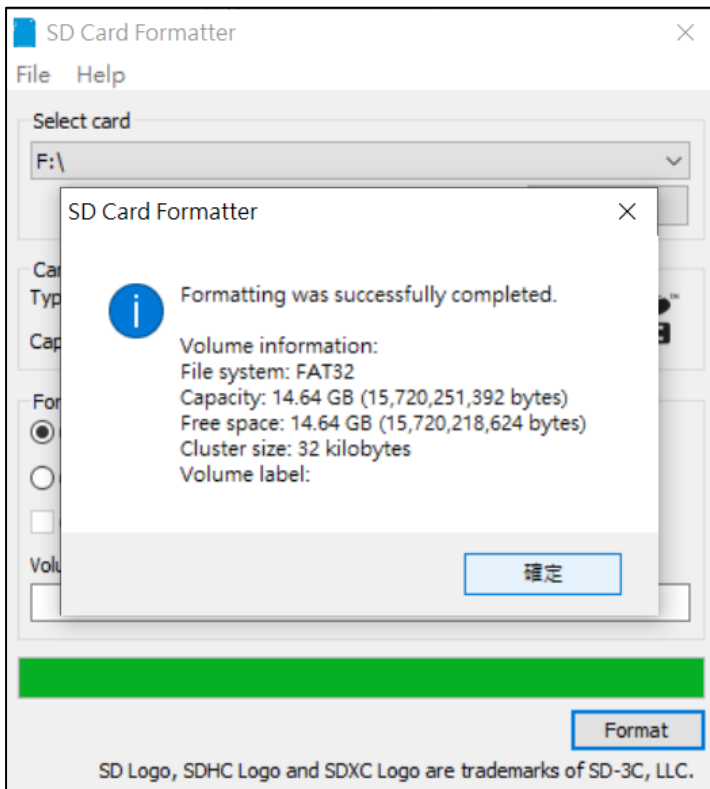 SD Card Formatter
File Help
Select card
F:\
SD Card Formatter
Formatting was successfully completed.
Volume information:
File system: FAT32
Capacity: 14.64 GB (15,720,251,392 bytes)
Free space: 14.64 GB (15,720,218,624 bytes)
Cluster size: 32 kilobytes
Volume label:
確定
Format
SD Logo, SDHC Logo and SDXC Logo are trademarks of SD-3C, LLC.